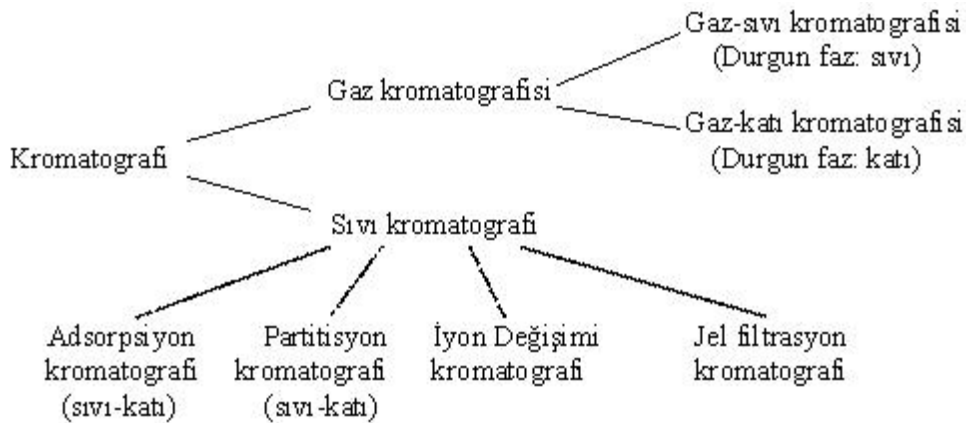 Gaz-sıvı kromatografisi
(Durgun faz: sıvı)
Gaz kromatografisi
Gaz-katı kromatografisi
(Durgun faz: katı)
Kromatografi
Sıvı kromatografi
Adsorpsiyon
kromatografi
(sıvı-katı)
Partitisyon
kromatografi
(sıvı-katı)
İyon Değişimi
kromatografi
Jel filtrasyon
kromatografi